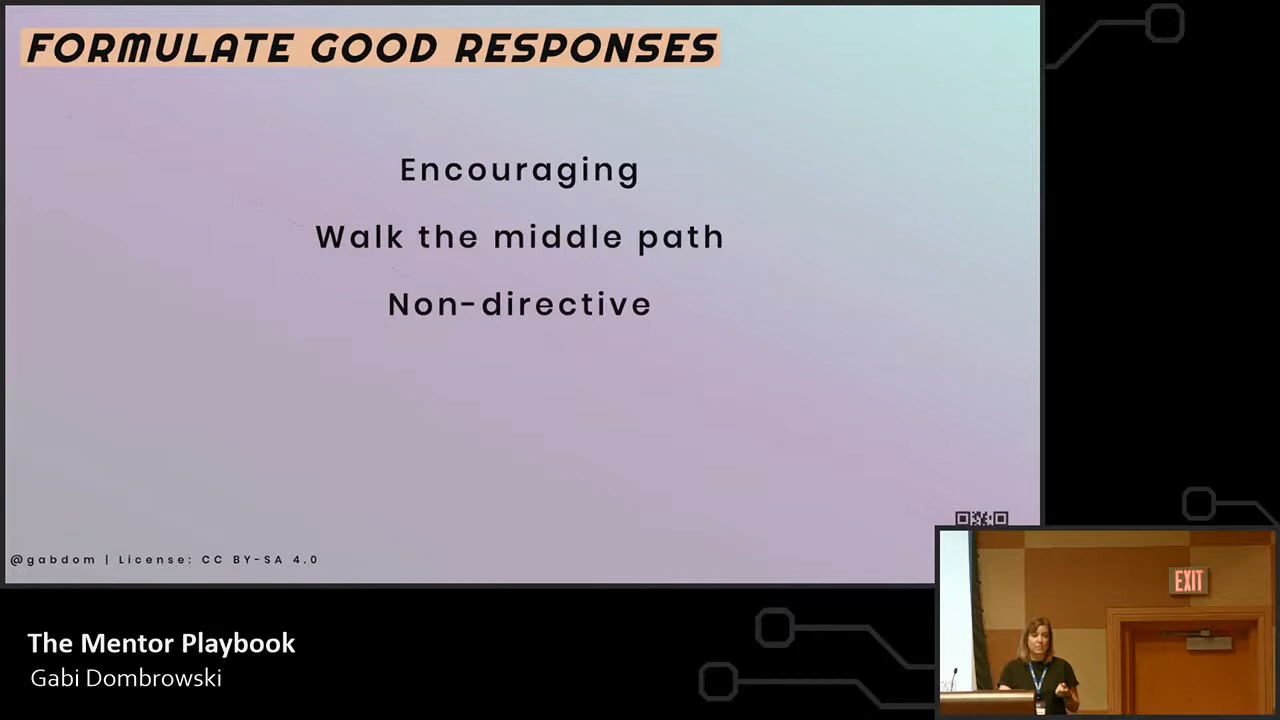 FORMULATE GOOD RESPONSES
Encouraging
Walk the middle path
Non-directive
@gabdom | License: CC BY-SA 4.0
EXIT
The Mentor Playbook
Gabi Dombrowski